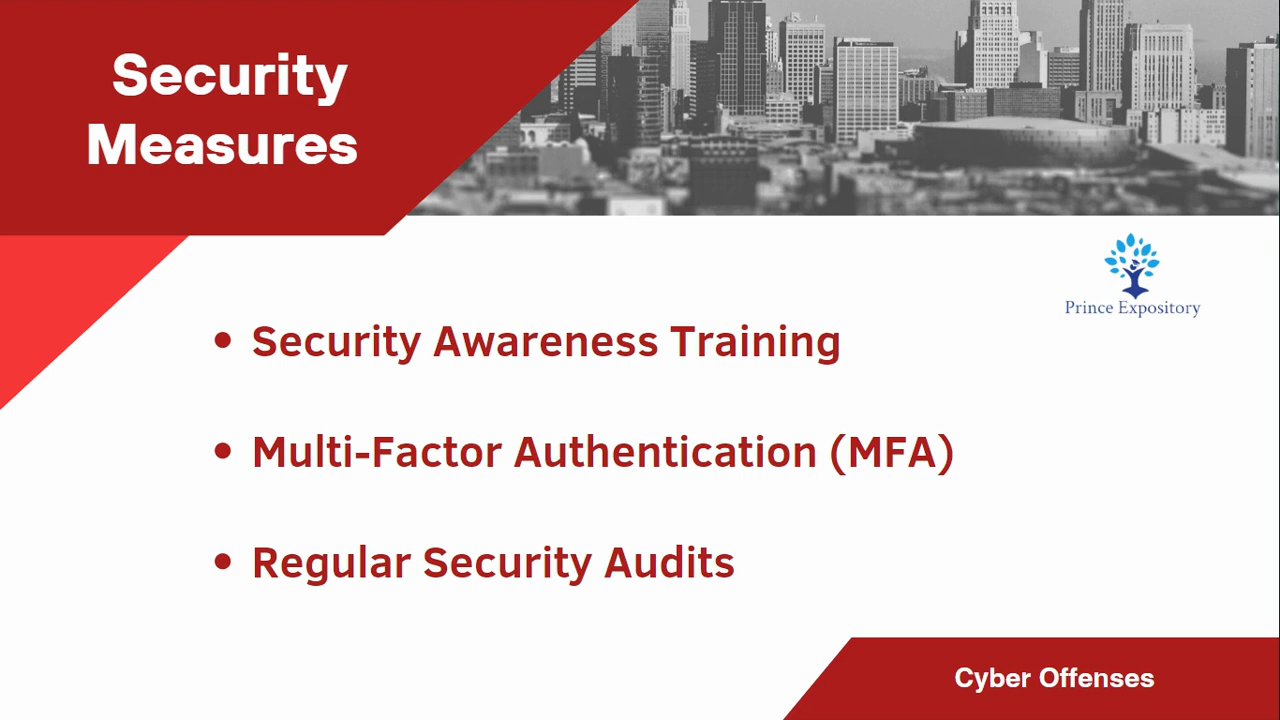 Security
Measures
Prince Expository
• Security Awareness Training
• Multi-Factor Authentication (MFA)
• Regular Security Audits
Cyber Offenses